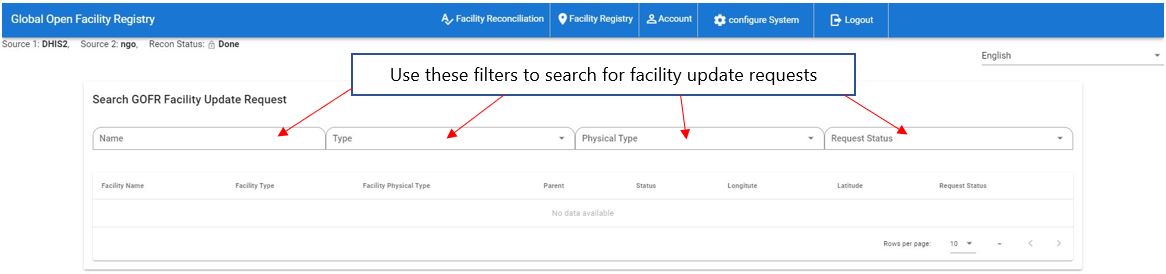 Global Open Facility Registry Facility Reconciliation Facility Registry Account configure System Logout
Source 1: DHIS2, Source 2: ngo, Recon Status: Done
English
Use these filters to search for facility update requests
Search GOFR Facility Update Request
Name Type Physical Type Request Status
Facility Name Facility Type Facility Physical Type Parent Status Longitute Latitude Request Status
No data available
Rows per page: 10 –